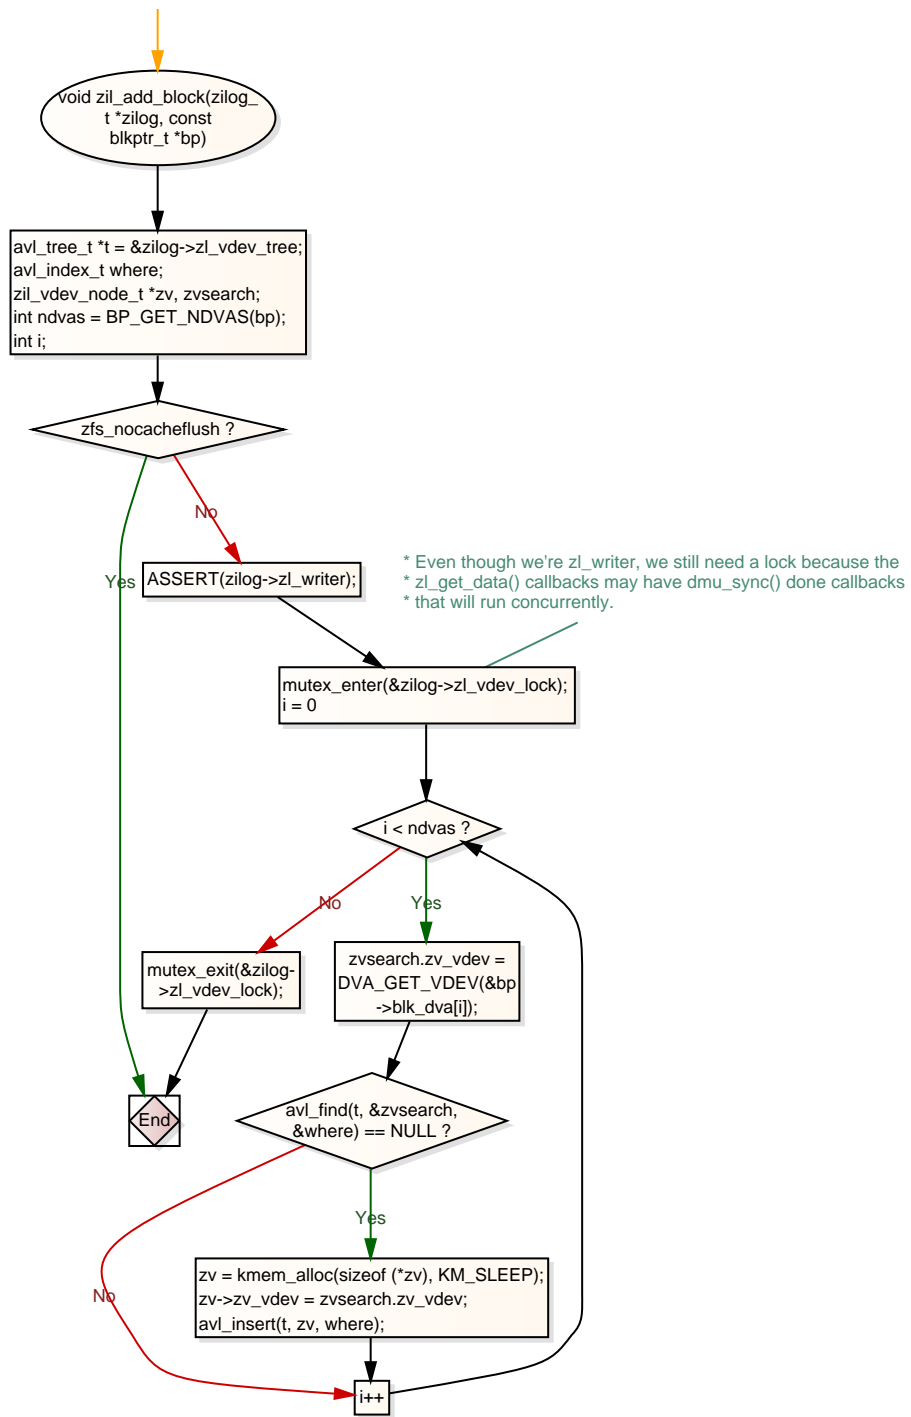 void zil_add_block(zilog_
t *zilog, const
blkptr_t *bp)
avl_tree_t *t = &zilog->zl_vdev_tree;
avl_index_t where;
zil_vdev_node_t *zv, zvsearch;
int ndvas = BP_GET_NDVAS(bp);
int i;
zfs_nocacheflush ?
No
Yes
ASSERT(zilog->zl_writer);
* Even though we're zl_writer, we still need a lock because the
* zl_get_data() callbacks may have dmu_sync() done callbacks
* that will run concurrently.
mutex_enter(&zilog->zl_vdev_lock);
i = 0
i < ndvas ?
No
Yes
mutex_exit(&zilog-
>zl_vdev_lock);
zvsearch.zv_vdev =
DVA_GET_VDEV(&bp
->blk_dva[i]);
End
avl_find(t, &zvsearch,
&where) == NULL ?
Yes
No
zv = kmem_alloc(sizeof (*zv), KM_SLEEP);
zv->zv_vdev = zvsearch.zv_vdev;
avl_insert(t, zv, where);
i++